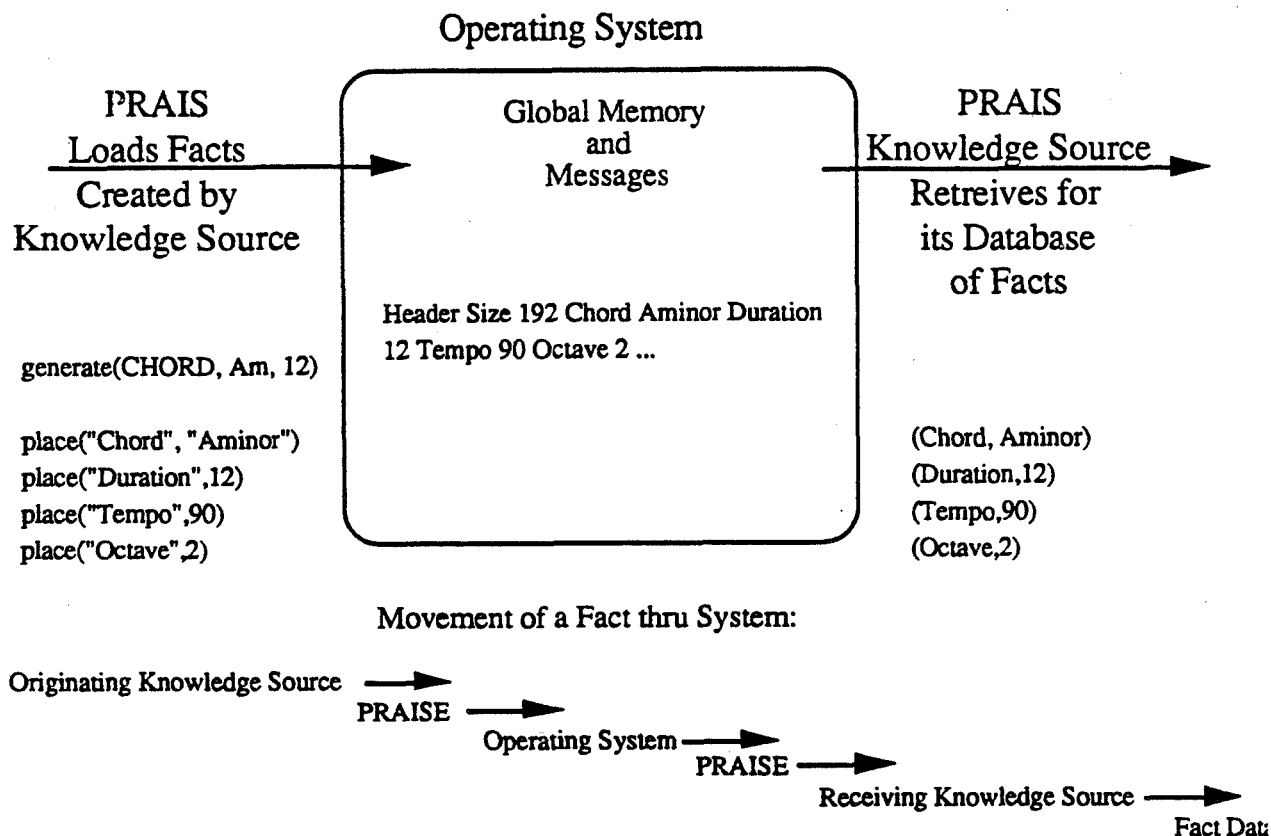 Operating System
PRAIS
Loads Facts
Created by
Knowledge Source
generate(CHORD, Am, 12)
place("Chord", "Aminor")
place("Duration",12)
place("Tempo",90)
place("Octave",2)
Global Memory
and
Messages
Header Size 192 Chord Aminor Duration
12 Tempo 90 Octave 2 ...
PRAIS
Knowledge Source
Retreives for
its Database
of Facts
(Chord, Aminor)
(Duration,12)
(Tempo,90)
(Octave,2)
Movement of a Fact thru System:
Originating Knowledge Source
PRAISE
Operating System
PRAISE
Receiving Knowledge Source
Fact Data